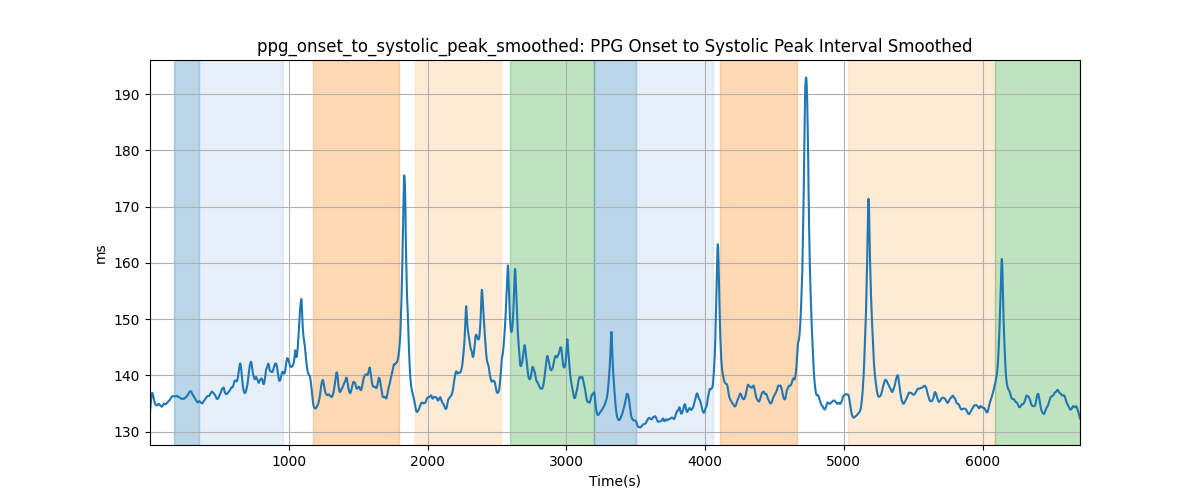 ppg_onset_to_systolic_peak_smoothed: PPG Onset to Systolic Peak Interval Smoothed
190
180
170
160
150
140
130
ms
1000 2000 3000 4000 5000 6000
Time(s)